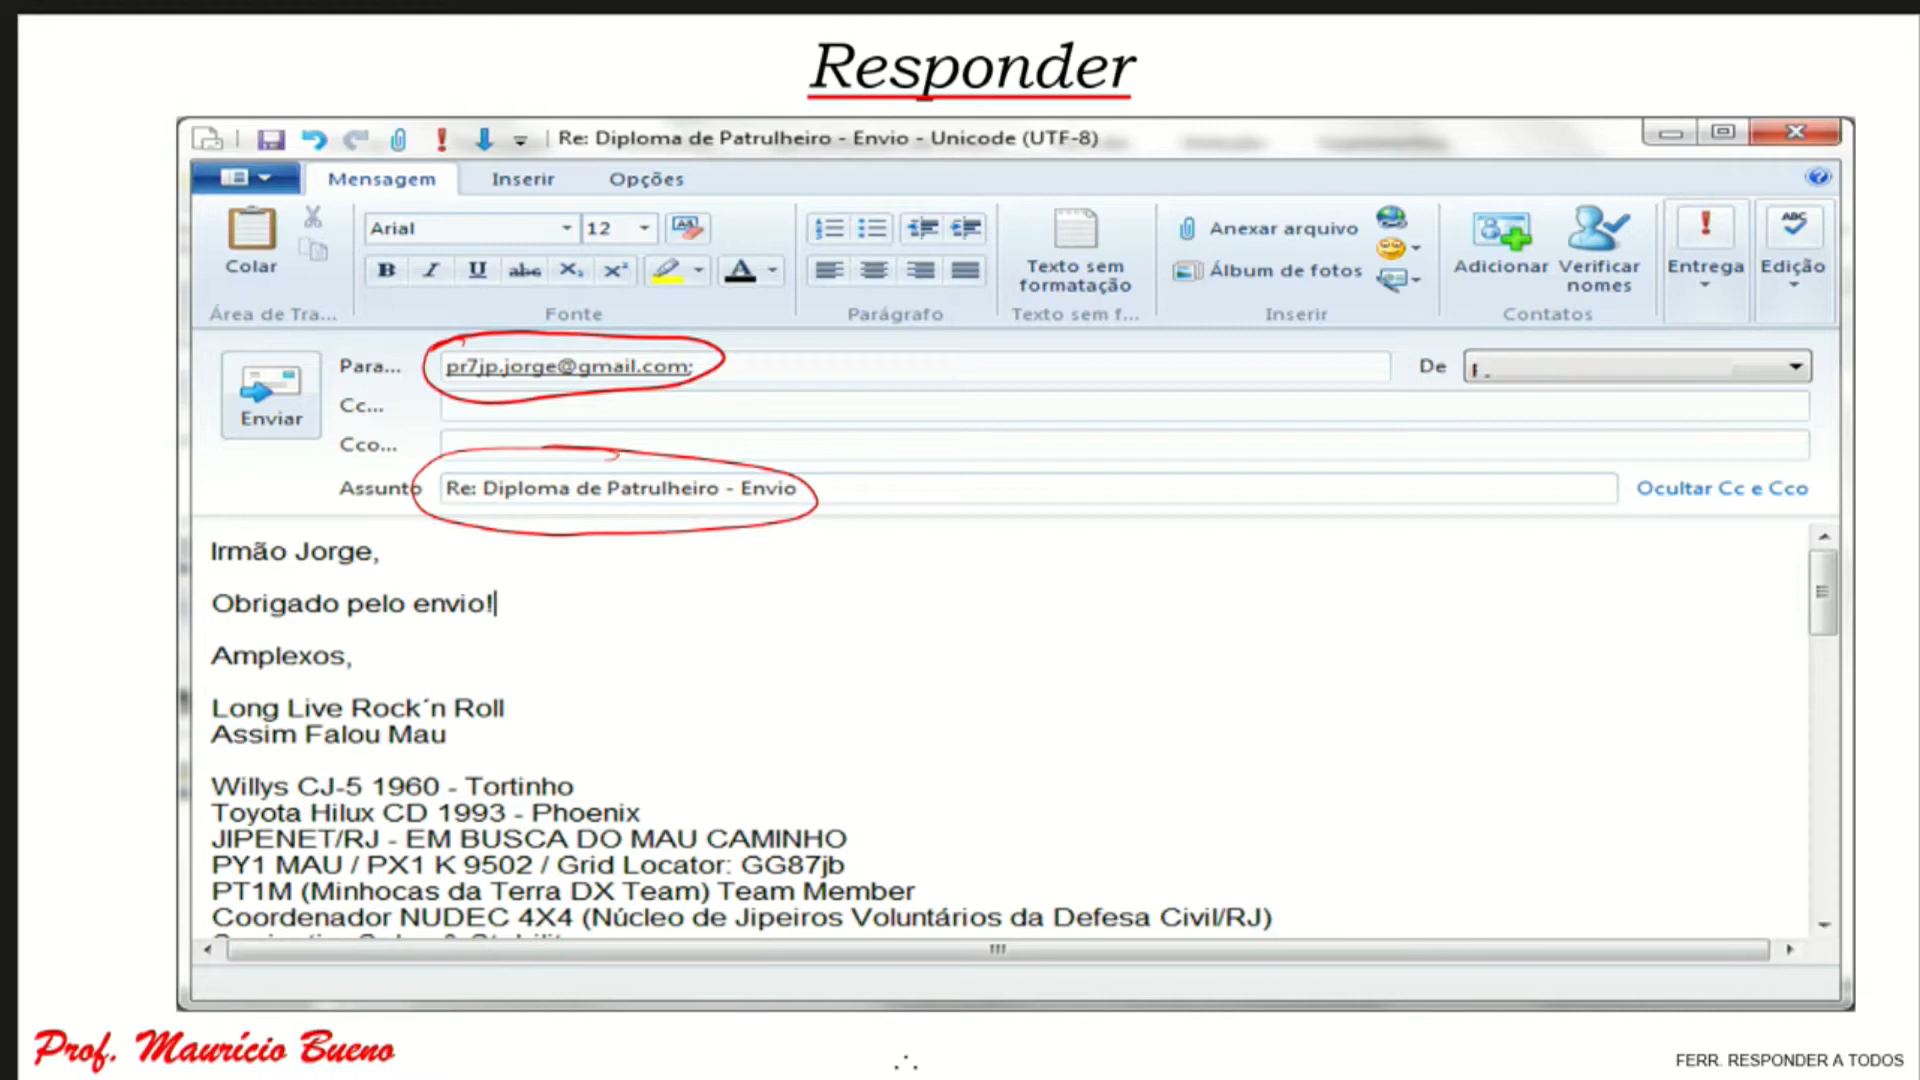 Responder
Re: Diploma de Patrulheiro - Envio - Unicode (UTF-8)
Mensagem Inserir Opções
Colar
Área de Tra...
Arial 12
B I U abc X₂ X² A
Fonte
Parágrafo
Texto sem
formatação
Texto sem f...
Anexar arquivo
Álbum de fotos
Inserir
Adicionar Verificar
nomes
Contatos
Entrega
ABC
Edição
Enviar
Para... pr7jp.jorge@gmail.com;
De
Cc...
Cco...
Assunto Re: Diploma de Patrulheiro - Envio
Ocultar Cc e Cco
Irmão Jorge,
Obrigado pelo envio!
Amplexos,
Long Live Rock´n Roll
Assim Falou Mau
Willys CJ-5 1960 - Tortinho
Toyota Hilux CD 1993 - Phoenix
JIPENET/RJ - EM BUSCA DO MAU CAMINHO
PY1 MAU / PX1 K 9502 / Grid Locator: GG87jb
PT1M (Minhocas da Terra DX Team) Team Member
Coordenador NUDEC 4X4 (Núcleo de Jipeiros Voluntários da Defesa Civil/RJ)
Prof. Maurício Bueno
FERR. RESPONDER A TODOS